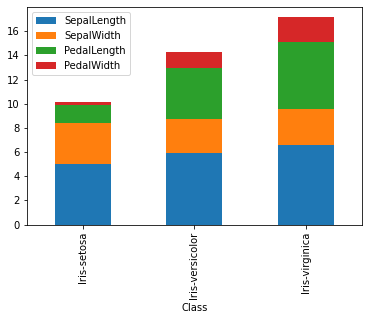 SepalLength
SepalWidth
PedalLength
PedalWidth
16
14
12
10
8
6
4
2
0
Iris-setosa
Iris-versicolor
Iris-virginica
Class